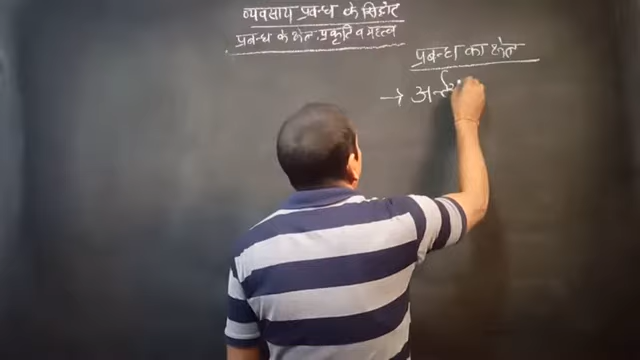 व्यवसाय प्रबन्ध के सिद्धांत
प्रबन्ध के क्षेत्र, प्रकृति व महत्व
प्रबन्ध का क्षेत्र
→